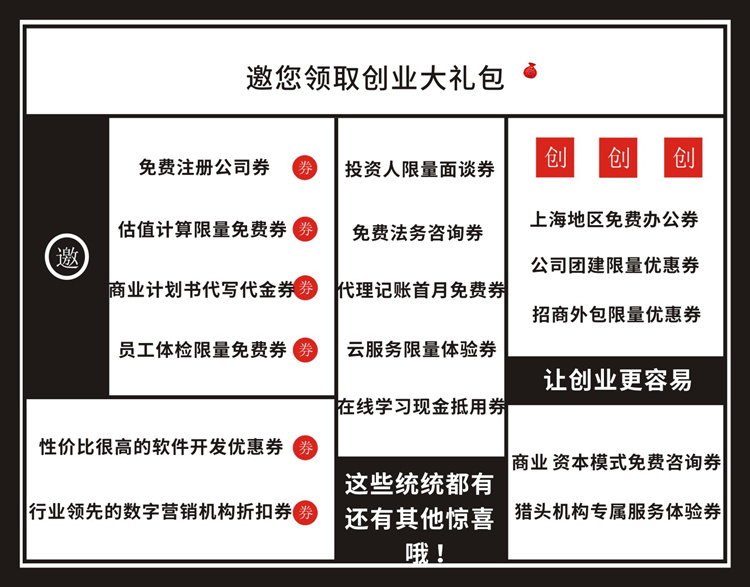 邀您领取创业大礼包
邀
免费注册公司券 券
估值计算限量免费券 券
商业计划书代写代金券 券
员工体检限量免费券 券
性价比很高的软件开发优惠券 券
行业领先的数字营销机构折扣券 券
投资人限量面谈券
免费法务咨询券
代理记账首月免费券
云服务限量体验券
在线学习现金抵用券
这些统统都有
还有其他惊喜
哦！
创 创 创
上海地区免费办公券
公司团建限量优惠券
招商外包限量优惠券
让创业更容易
商业 资本模式免费咨询券
猎头机构专属服务体验券